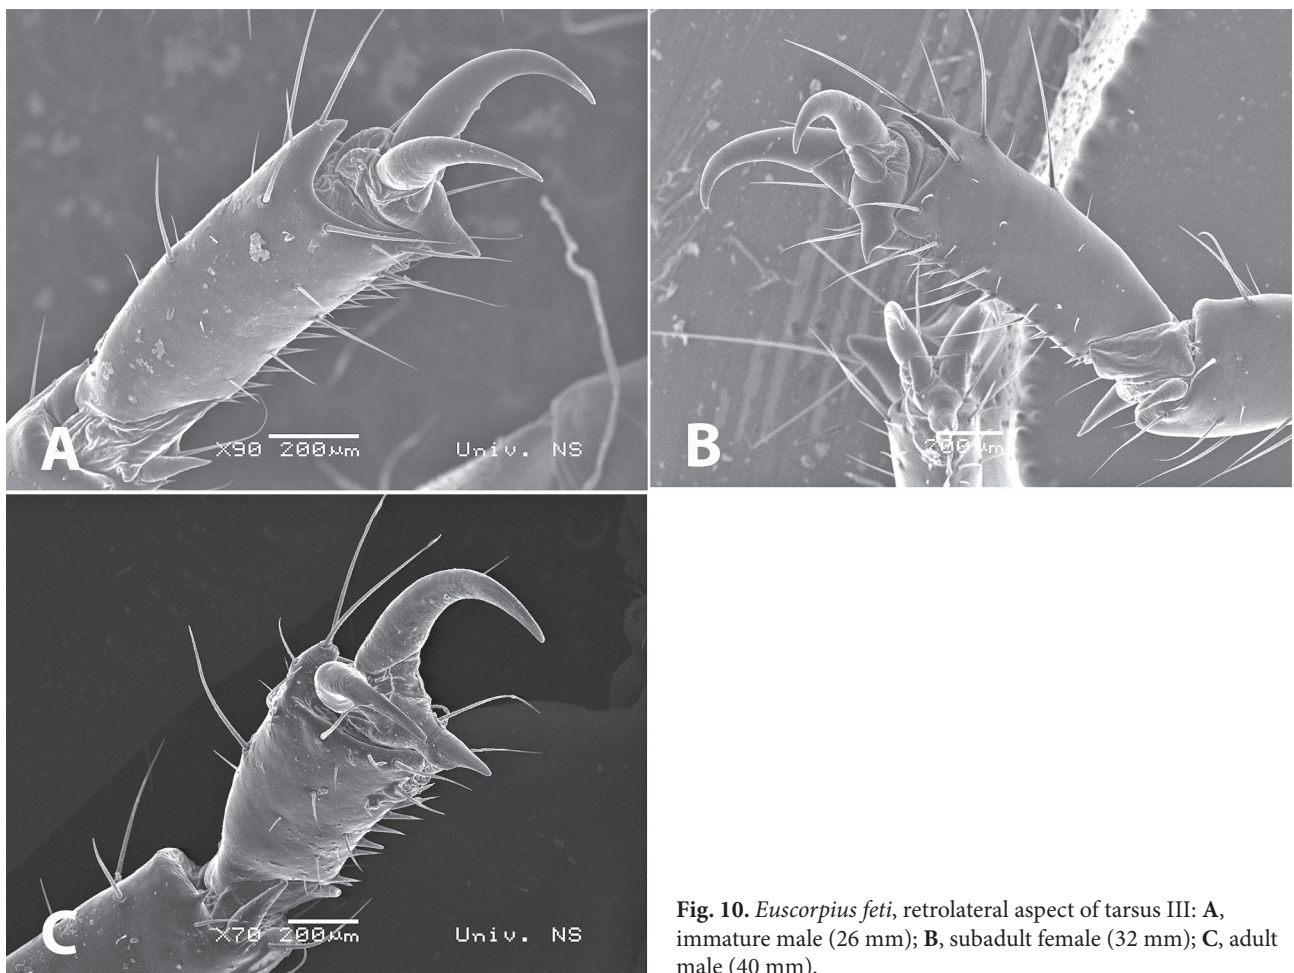 A
X90 200µm Univ. NS
B
200µm
C
X70 200µm Univ. NS
Fig. 10. Euscorpius feti, retrolateral aspect of tarsus III: A,
immature male (26 mm); B, subadult female (32 mm); C, adult
male (40 mm).